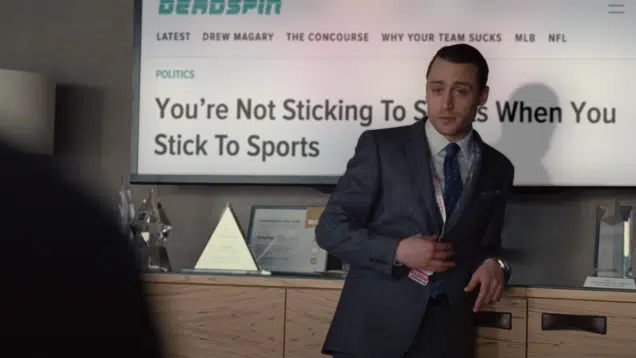 DEADSPIN
LATEST DREW MAGARY THE CONCOURSE WHY YOUR TEAM SUCKS MLB NFL
POLITICS
You're Not Sticking To S s When You
Stick To Sports